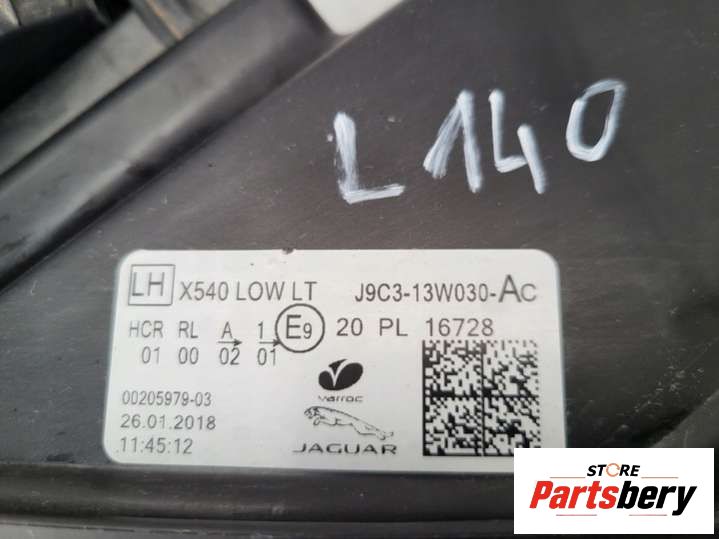 L140
LH X540 LOW LT J9C3-13W030-AC
HCR RL A 1 E9 20 PL 16728
01 00 02 01
00205979-03
26.01.2018
11:45:12
varroc
JAGUAR
STORE
Partsbery